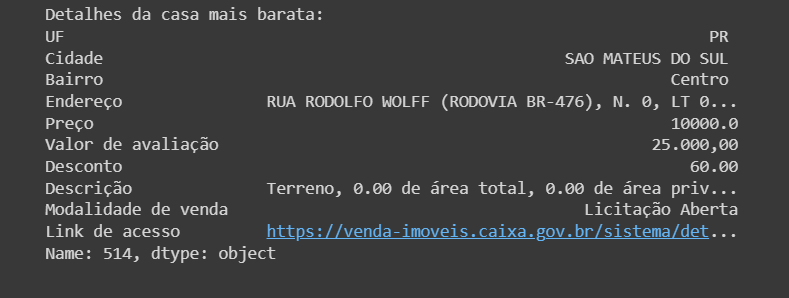 Detalhes da casa mais barata:
UF PR
Cidade SAO MATEUS DO SUL
Bairro Centro
Endereço RUA RODOLFO WOLFF (RODOVIA BR-476), N. 0, LT 0...
Preço 10000.0
Valor de avaliação 25.000,00
Desconto 60.00
Descrição Terreno, 0.00 de área total, 0.00 de área priv...
Modalidade de venda Licitação Aberta
Link de acesso https://venda-imoveis.caixa.gov.br/sistema/det...
Name: 514, dtype: object